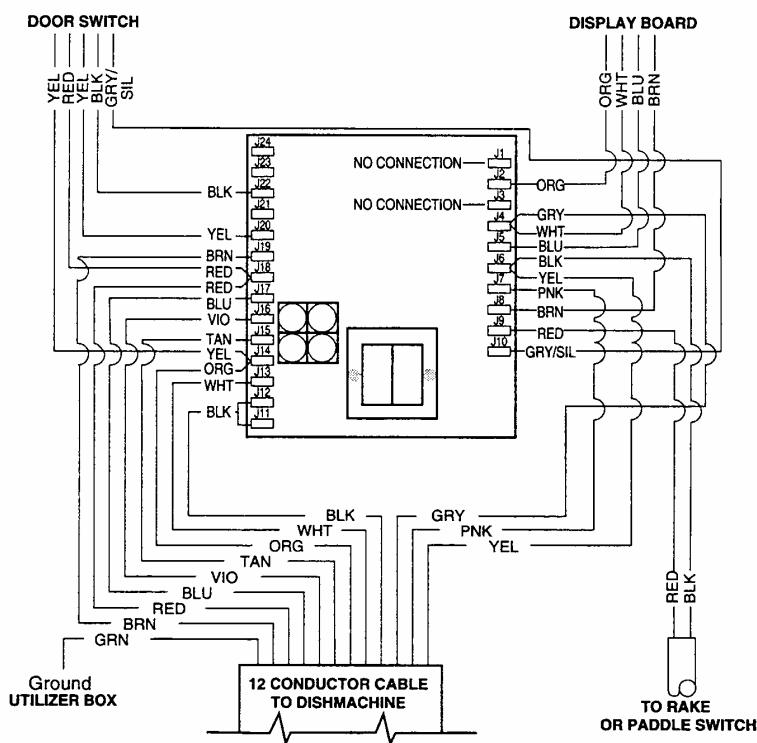 DOOR SWITCH
DISPLAY BOARD
YEL
RED
YEL
BLK
GRY/
SIL
ORG
WHT
BLU
BRN
J24
J23
J22
J21
J20
J19
J18
J17
J16
J15
J14
J13
J12
J11
BLK
YEL
BRN
RED
RED
BLU
VIO
TAN
YEL
ORG
WHT
BLK
NO CONNECTION
NO CONNECTION
J1
J2
J3
J4
J5
J6
J7
J8
J9
J10
ORG
GRY
WHT
BLU
BLK
YEL
PNK
BRN
RED
GRY/SIL
BLK
WHT
ORG
TAN
VIO
BLU
RED
BRN
GRN
GRY
PNK
YEL
RED
BLK
Ground
UTILIZER BOX
12 CONDUCTOR CABLE
TO DISHMACHINE
TO RAKE
OR PADDLE SWITCH